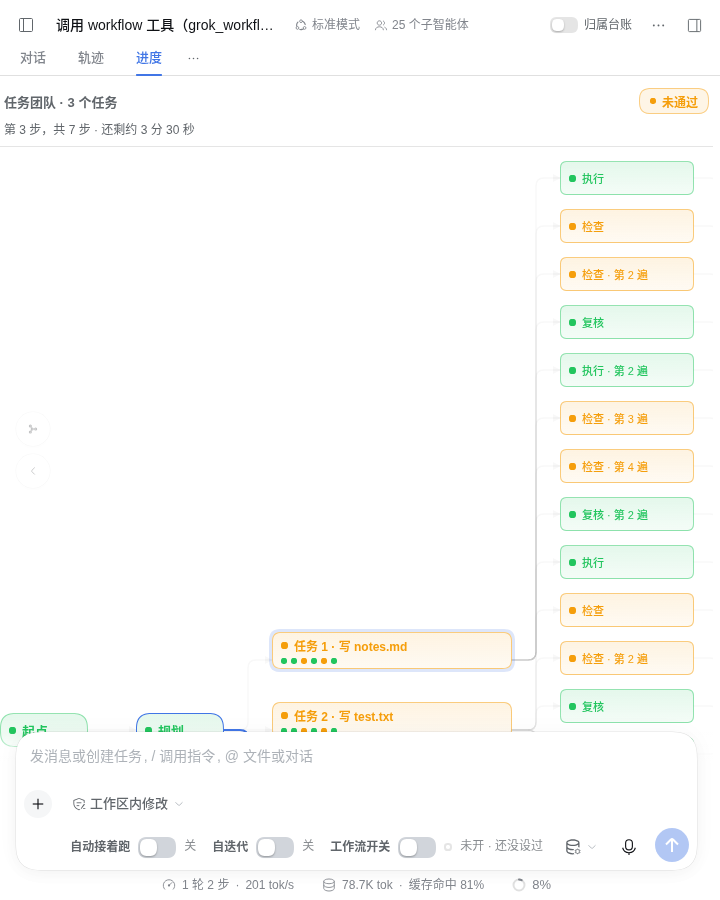 调用 workflow 工具（grok_workfl… 标准模式 25 个子智能体 归属台账 ···
对话 轨迹 进度 ···
任务团队 · 3 个任务 未通过
第 3 步，共 7 步 · 还剩约 3 分 30 秒
执行
检查
检查 · 第 2 遍
复核
执行 · 第 2 遍
检查 · 第 3 遍
检查 · 第 4 遍
复核 · 第 2 遍
执行
检查
任务 1 · 写 notes.md
检查 · 第 2 遍
复核
任务 2 · 写 test.txt
起点 规划
发消息或创建任务, / 调用指令, @ 文件或对话
工作区内修改
自动接着跑 关 自迭代 关 工作流开关 未开 · 还没设过
1 轮 2 步 · 201 tok/s 78.7K tok · 缓存命中 81% 8%